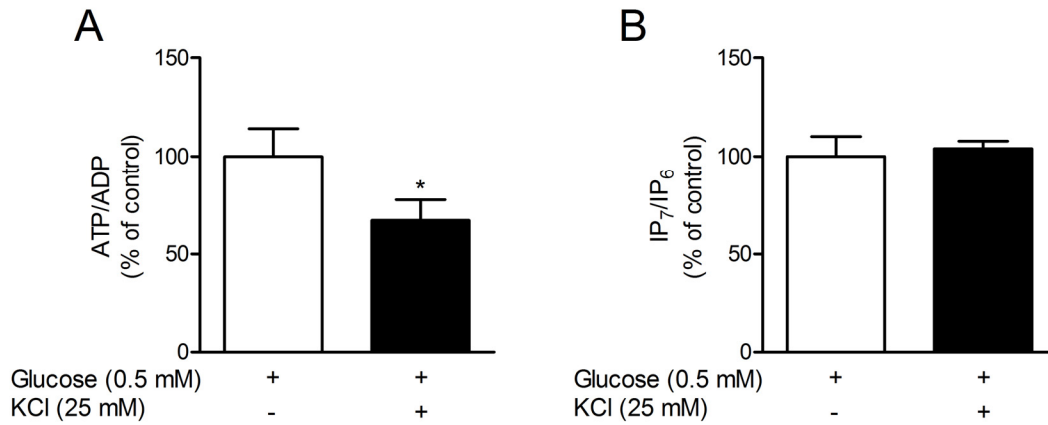 A
150
100
50
0
ATP/ADP
(% of control)
*
Glucose (0.5 mM) + +
KCl (25 mM) - +
B
150
100
50
0
IP₇/IP₆
(% of control)
Glucose (0.5 mM) + +
KCl (25 mM) - +